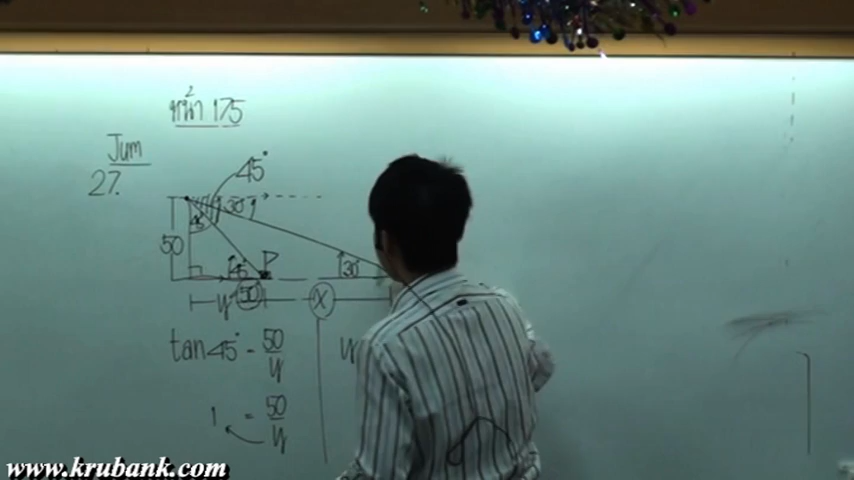 หน้า 175
Jum
27.
45°
30°
50
45
P
30
y 50 X
tan 45° = 50/y
y
1 = 50/y
www.krubank.com